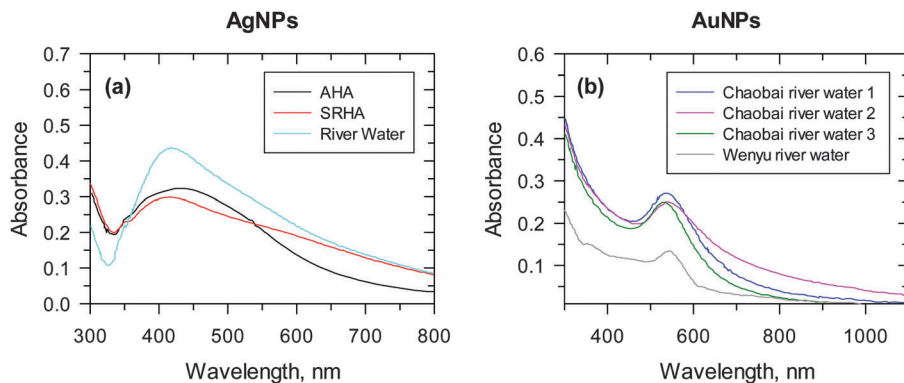 AgNPs
AuNPs
(a)
AHA
SRHA
River Water
Absorbance
0.7
0.6
0.5
0.4
0.3
0.2
0.1
0.0
300 400 500 600 700 800
Wavelength, nm
(b)
Chaobai river water 1
Chaobai river water 2
Chaobai river water 3
Wenyu river water
Absorbance
0.6
0.5
0.4
0.3
0.2
0.1
400 600 800 1000
Wavelength, nm